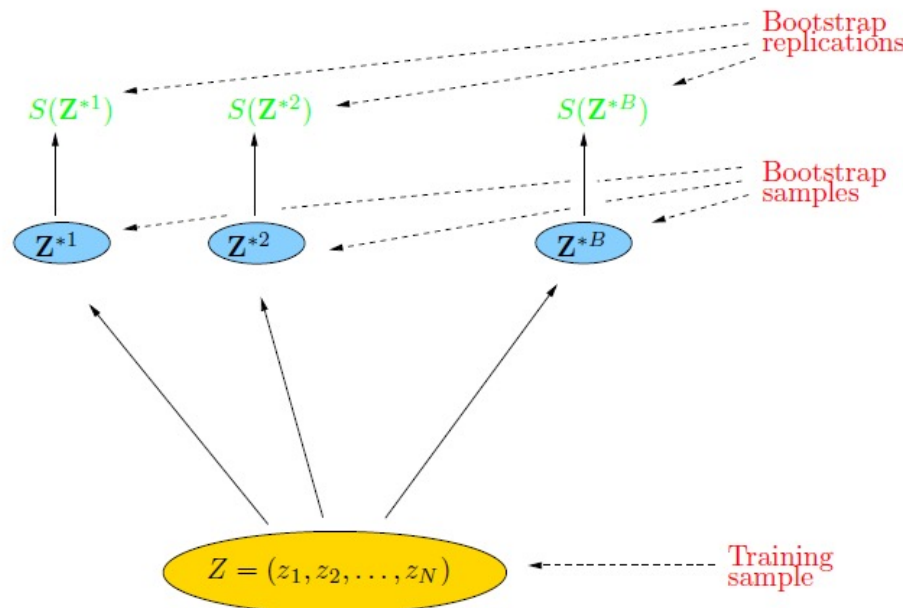 Bootstrap
replications
S(Z*1) S(Z*2) S(Z*B)
Bootstrap
samples
Z*1 Z*2 Z*B
Z = (z1, z2, . . . , zN)
Training
sample